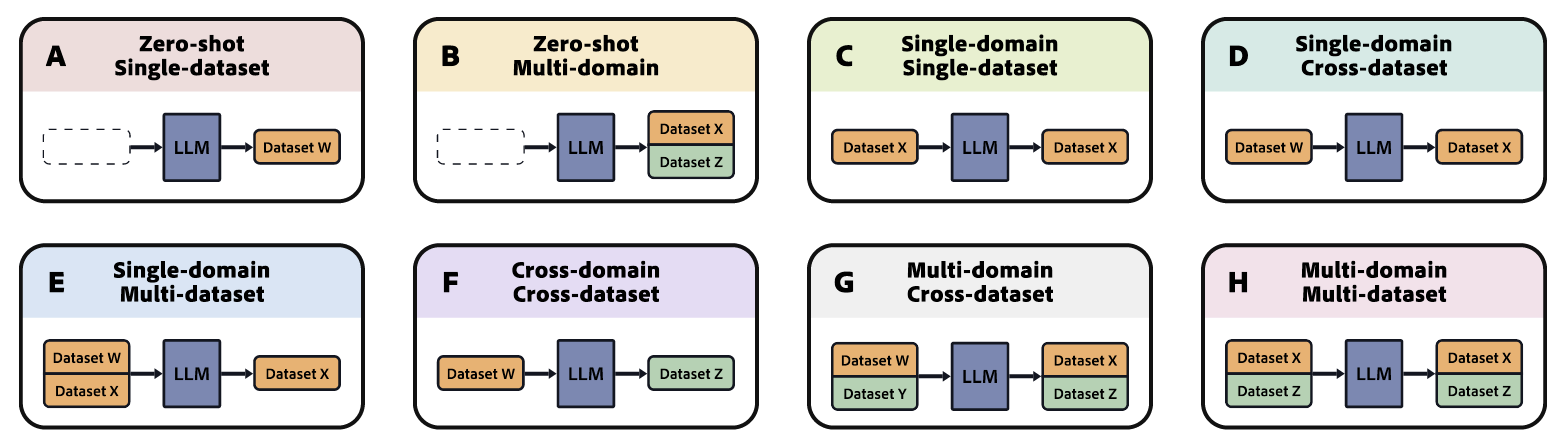 A
Zero-shot
Single-dataset
LLM
Dataset W
B
Zero-shot
Multi-domain
LLM
Dataset X
Dataset Z
C
Single-domain
Single-dataset
Dataset X
LLM
Dataset X
D
Single-domain
Cross-dataset
Dataset W
LLM
Dataset X
E
Single-domain
Multi-dataset
Dataset W
Dataset X
LLM
Dataset X
F
Cross-domain
Cross-dataset
Dataset W
LLM
Dataset Z
G
Multi-domain
Cross-dataset
Dataset W
Dataset Y
LLM
Dataset X
Dataset Z
H
Multi-domain
Multi-dataset
Dataset X
Dataset Z
LLM
Dataset X
Dataset Z